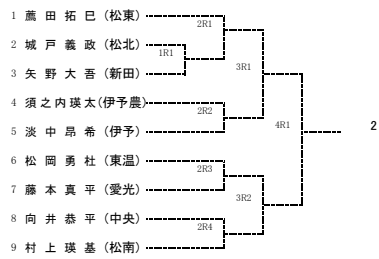 1 薦 田 拓 巳 (松東)
2R1
2 城 戸 義 政 (松北)
1R1
3R1
3 矢 野 大 吾 (新田)
4 須之内瑛太(伊予農)
2R2
4R1
2
5 淡 中 昂 希 (伊予)
6 松 岡 勇 杜 (東温)
2R3
7 藤 本 真 平 (愛光)
3R2
8 向 井 恭 平 (中央)
2R4
9 村 上 瑛 基 (松南)